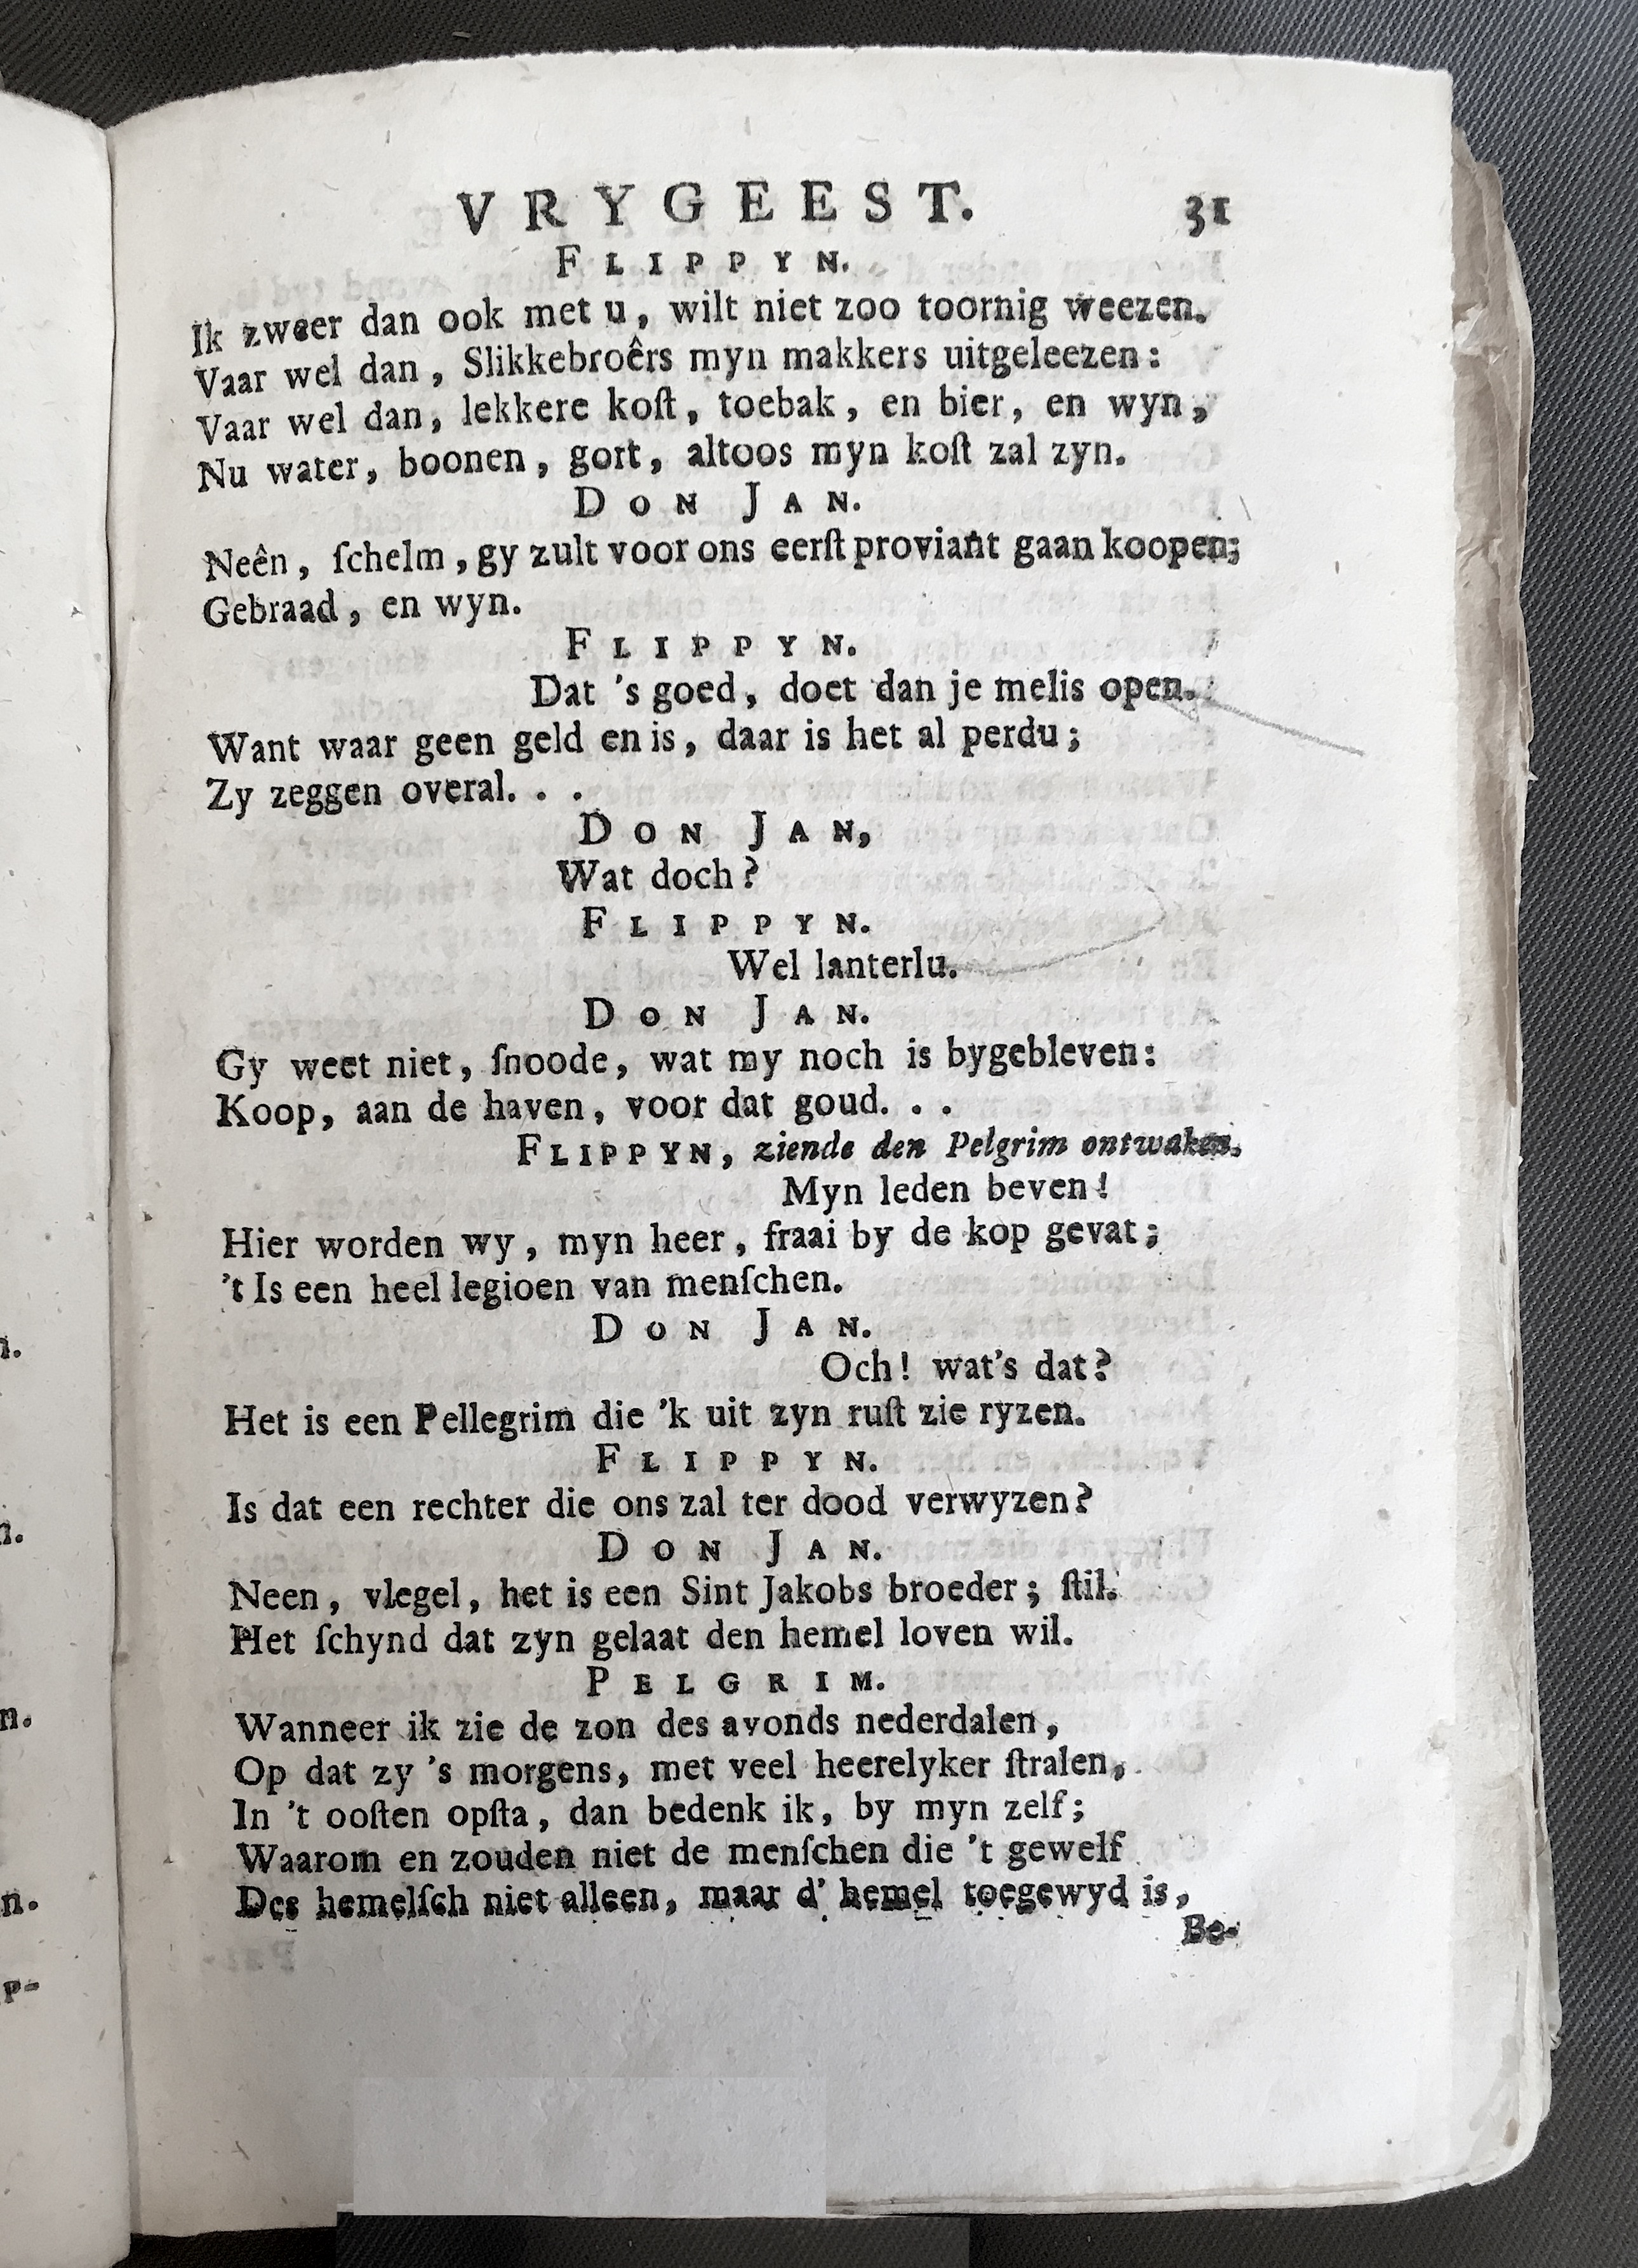 VRYGEEST. 31
FLIPPYN.
Ik zweer dan ook met u, wilt niet zoo toornig weezen.
Vaar wel dan, Slikkebroêrs myn makkers uitgeleezen:
Vaar wel dan, lekkere koſt, toebak, en bier, en wyn,
Nu water, boonen, gort, altoos myn koſt zal zyn.
DON JAN.
Neên, ſchelm, gy zult voor ons eerſt proviant gaan koopen;
Gebraad, en wyn.
FLIPPYN.
Dat 's goed, doet dan je melis open.
Want waar geen geld en is, daar is het al perdu;
Zy zeggen overal. . .
DON JAN,
Wat doch?
FLIPPYN.
Wel lanterlu.
DON JAN.
Gy weet niet, ſnoode, wat my noch is bygebleven:
Koop, aan de haven, voor dat goud. . .
FLIPPYN, ziende den Pelgrim ontwaken.
Myn leden beven!
Hier worden wy, myn heer, fraai by de kop gevat;
't Is een heel legioen van menſchen.
DON JAN.
Och! wat's dat?
Het is een Pellegrim die 'k uit zyn ruſt zie ryzen.
FLIPPYN.
Is dat een rechter die ons zal ter dood verwyzen?
DON JAN.
Neen, vlegel, het is een Sint Jakobs broeder; ſtil.
Het ſchynd dat zyn gelaat den hemel loven wil.
PELGRIM.
Wanneer ik zie de zon des avonds nederdalen,
Op dat zy 's morgens, met veel heerelyker ſtralen,
In 't ooſten opſta, dan bedenk ik, by myn zelf;
Waarom en zouden niet de menſchen die 't gewelf
Des hemelſch niet alleen, maar d' hemel toegewyd is,
Be-